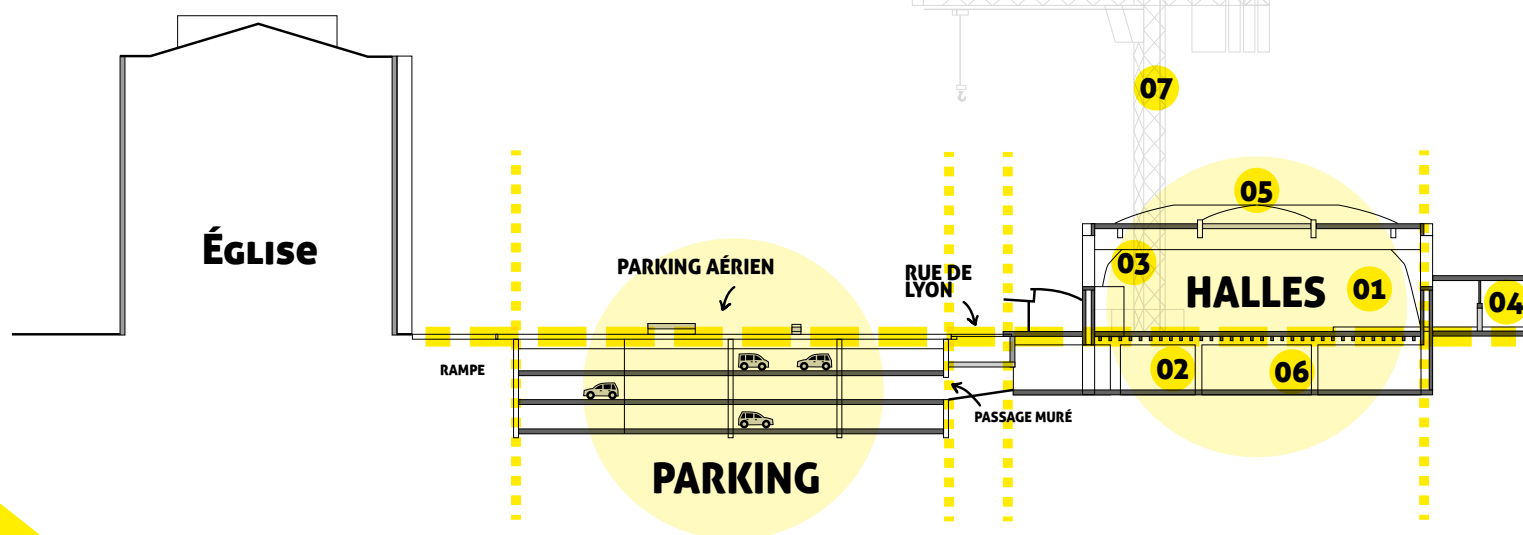 07
05
ÉGLISE
PARKING AÉRIEN
RUE DE
LYON
03
HALLES
01
04
RAMPE
02
06
PASSAGE MURÉ
PARKING